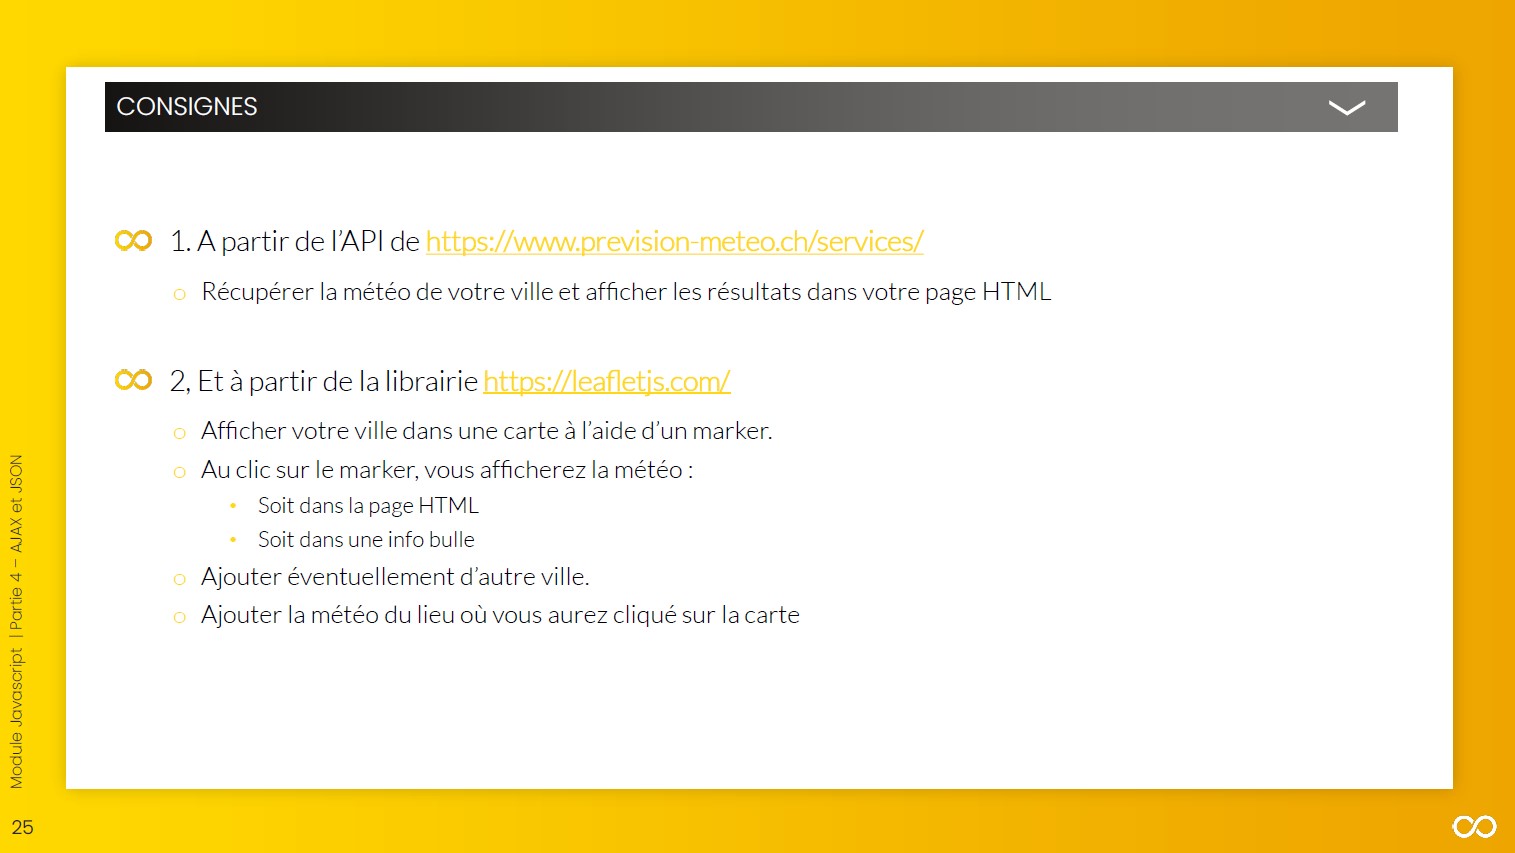 CONSIGNES
1. A partir de l’API de https://www.prevision-meteo.ch/services/
Récupérer la météo de votre ville et afficher les résultats dans votre page HTML
2, Et à partir de la librairie https://leafletjs.com/
Afficher votre ville dans une carte à l’aide d’un marker.
Au clic sur le marker, vous afficherez la météo :
Soit dans la page HTML
Soit dans une info bulle
Ajouter éventuellement d’autre ville.
Ajouter la météo du lieu où vous aurez cliqué sur la carte
Module Javascript | Partie 4 – AJAX et JSON
25